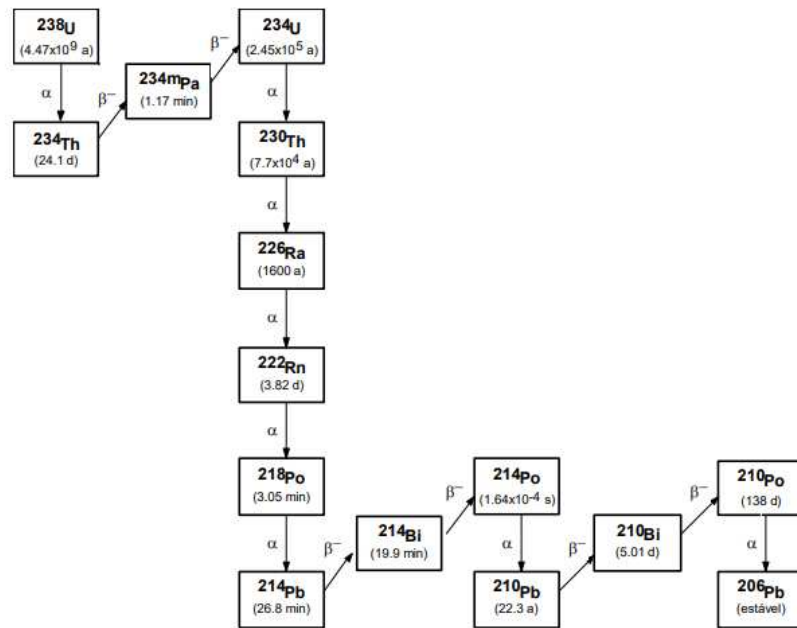 ²³⁸U
(4.47x10⁹ a)
α
²³⁴Th
(24.1 d)
β⁻
²³⁴ᵐPa
(1.17 min)
β⁻
²³⁴U
(2.45x10⁵ a)
α
²³⁰Th
(7.7x10⁴ a)
α
²²⁶Ra
(1600 a)
α
²²²Rn
(3.82 d)
α
²¹⁸Po
(3.05 min)
α
²¹⁴Pb
(26.8 min)
β⁻
²¹⁴Bi
(19.9 min)
β⁻
²¹⁴Po
(1.64x10⁻⁴ s)
α
²¹⁰Pb
(22.3 a)
β⁻
²¹⁰Bi
(5.01 d)
β⁻
²¹⁰Po
(138 d)
α
²⁰⁶Pb
(estável)